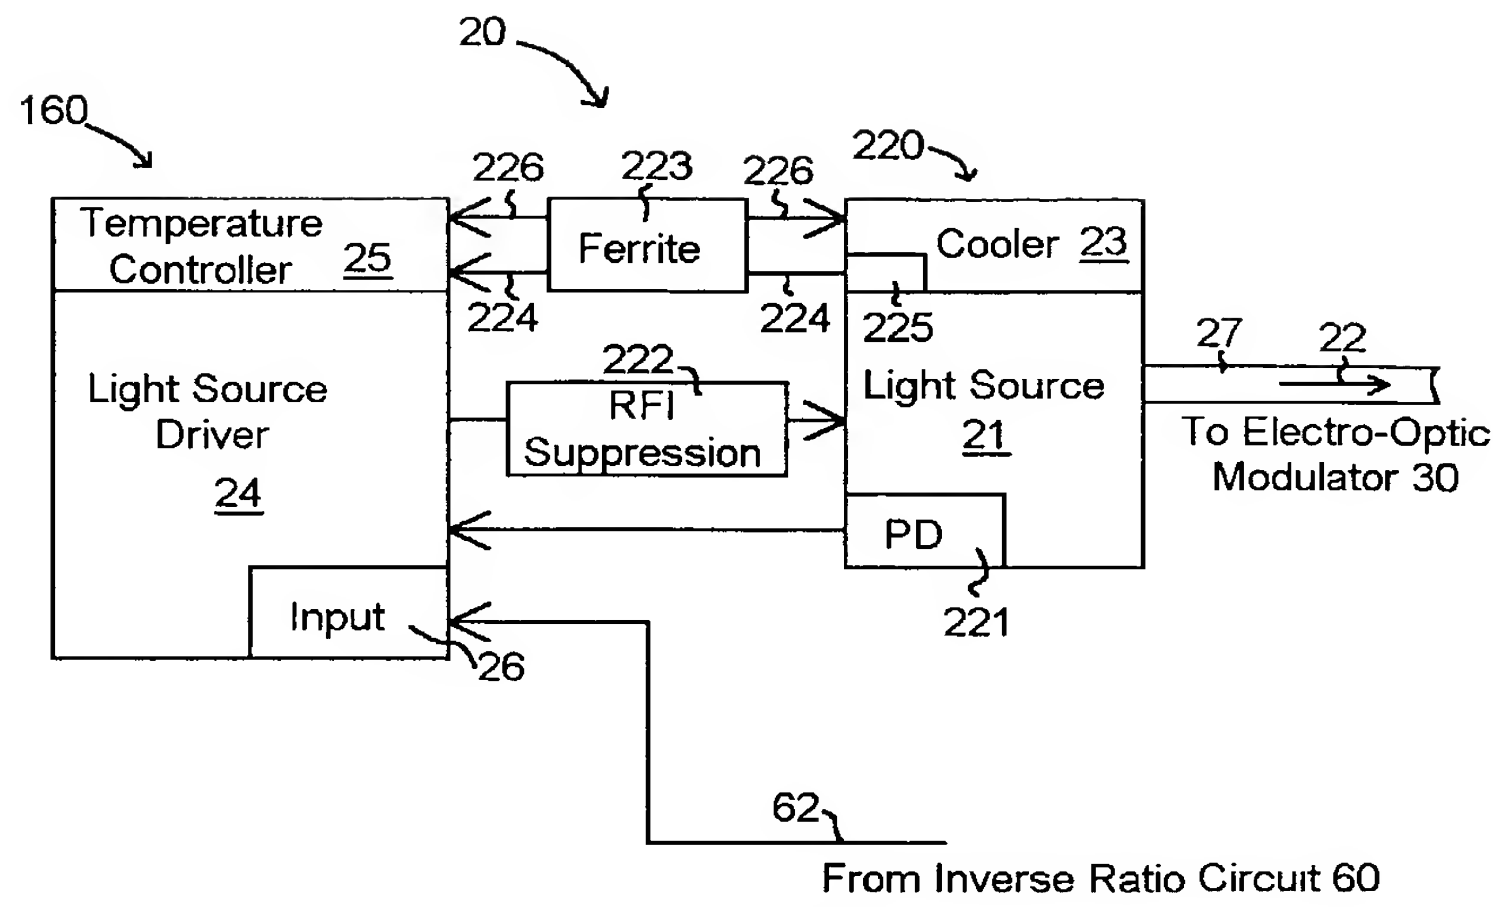 20
160
226
223
226
220
Temperature
Controller 25
Ferrite
Cooler 23
224
224
225
27
22
222
Light Source
Driver
24
RFI
Suppression
Light Source
21
To Electro-Optic
Modulator 30
PD
221
Input
26
62
From Inverse Ratio Circuit 60